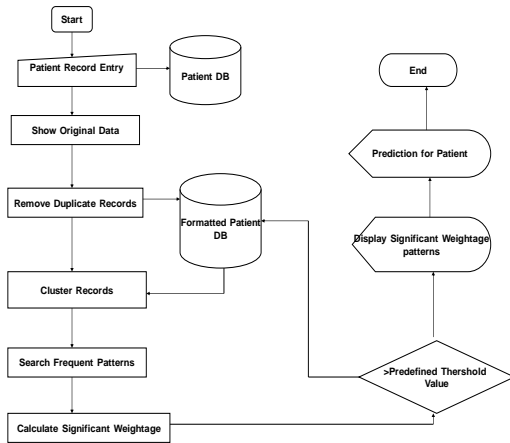 Start
Patient Record Entry
Patient DB
Show Original Data
Remove Duplicate Records
Formatted Patient
DB
Cluster Records
Search Frequent Patterns
Calculate Significant Weightage
>Predefined Thershold
Value
Display Significant Weightage
patterns
Prediction for Patient
End